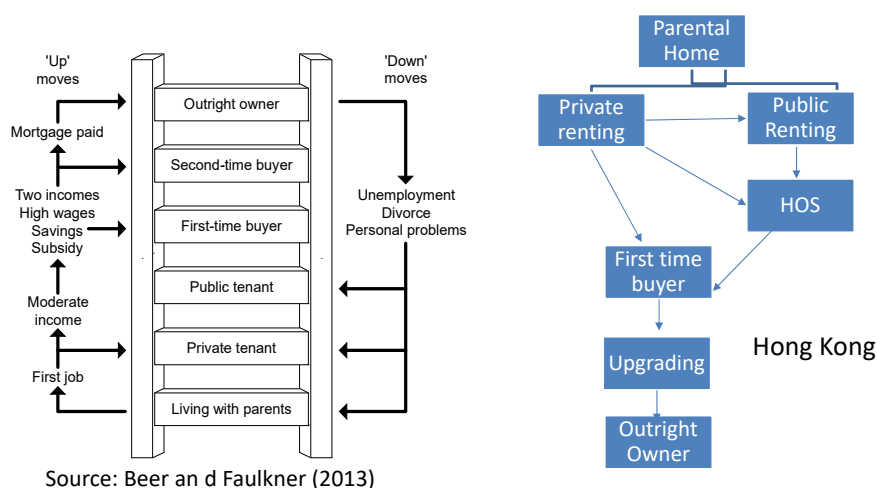 'Up'
moves
Mortgage paid
Two incomes
High wages
Savings
Subsidy
Moderate
income
First job
Outright owner
Second-time buyer
First-time buyer
Public tenant
Private tenant
Living with parents
'Down'
moves
Unemployment
Divorce
Personal problems
Source: Beer an d Faulkner (2013)
Parental
Home
Private
renting
Public
Renting
HOS
First time
buyer
Upgrading
Outright
Owner
Hong Kong